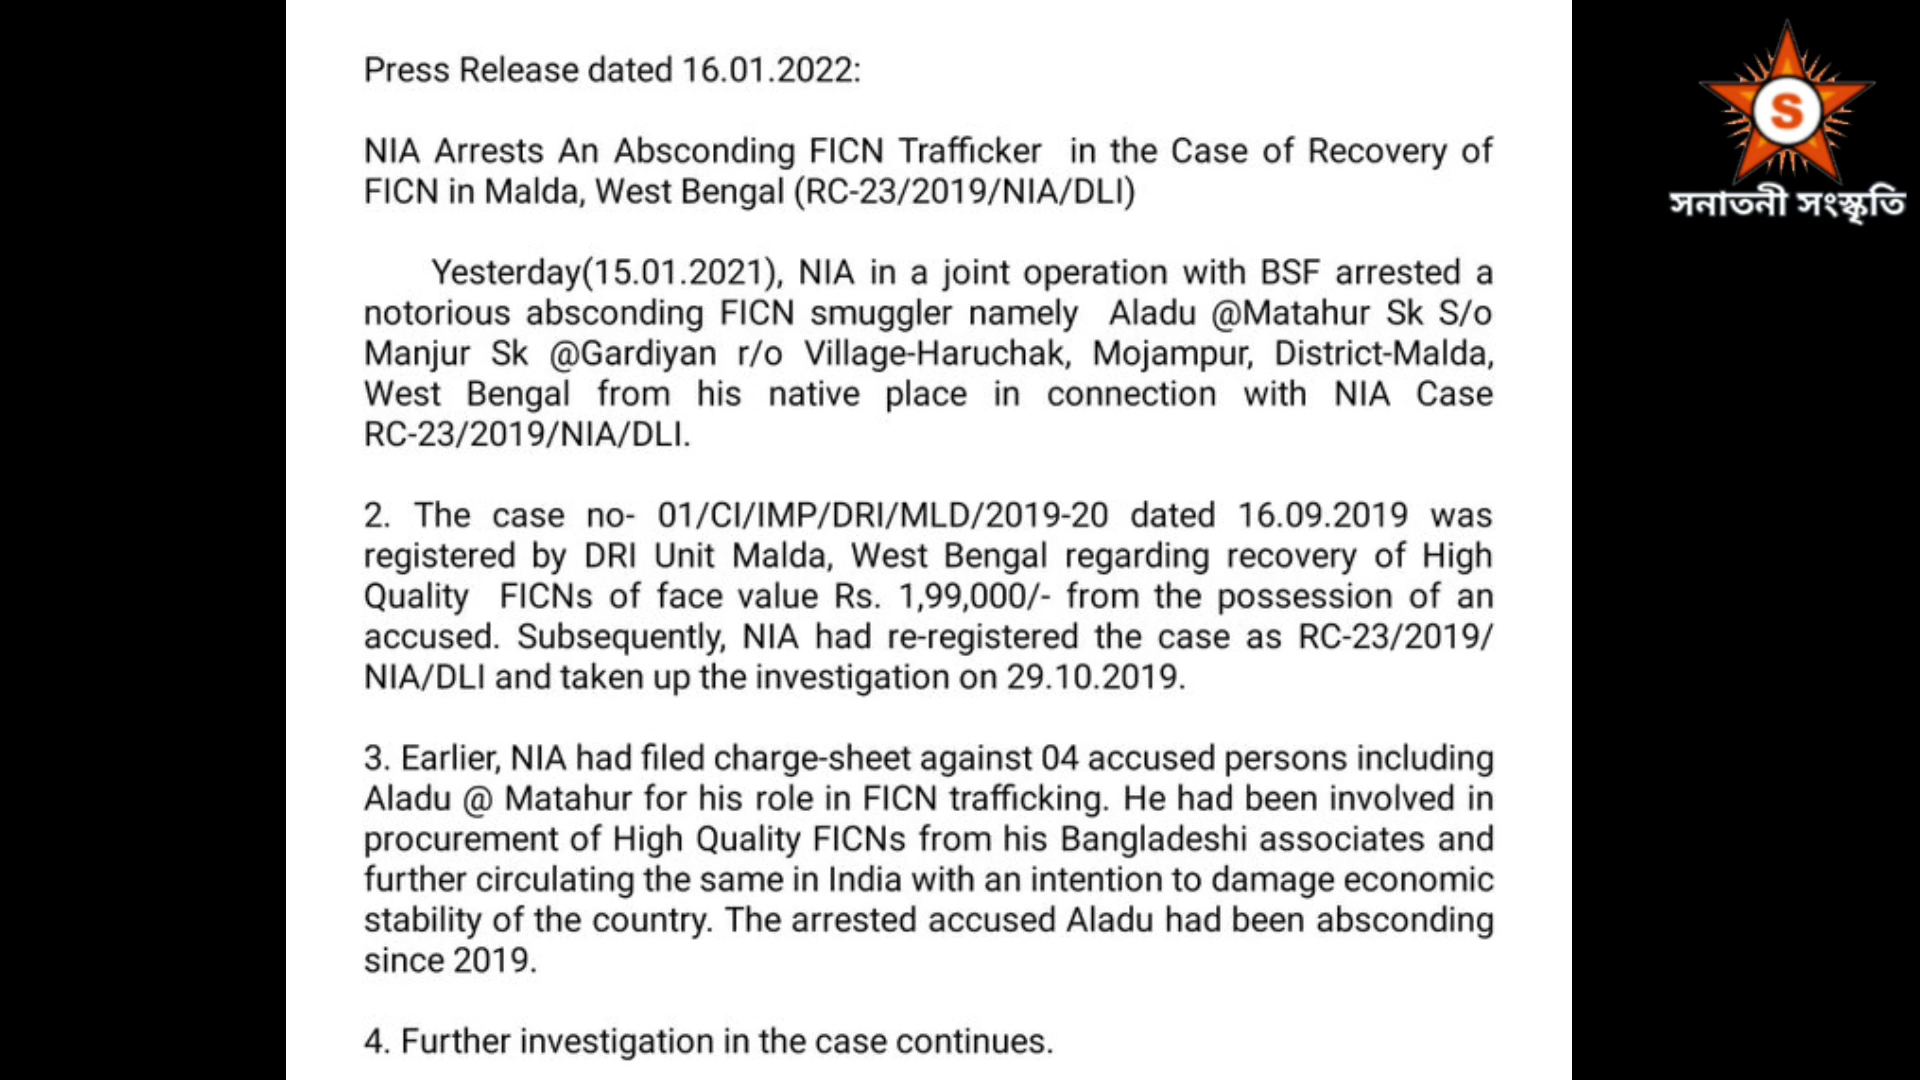 Press Release dated 16.01.2022:
NIA Arrests An Absconding FICN Trafficker in the Case of Recovery of
FICN in Malda, West Bengal (RC-23/2019/NIA/DLI)
Yesterday(15.01.2021), NIA in a joint operation with BSF arrested a
notorious absconding FICN smuggler namely Aladu @Matahur Sk S/o
Manjur Sk @Gardiyan r/o Village-Haruchak, Mojampur, District-Malda,
West Bengal from his native place in connection with NIA Case
RC-23/2019/NIA/DLI.
2. The case no- 01/CI/IMP/DRI/MLD/2019-20 dated 16.09.2019 was
registered by DRI Unit Malda, West Bengal regarding recovery of High
Quality FICNs of face value Rs. 1,99,000/- from the possession of an
accused. Subsequently, NIA had re-registered the case as RC-23/2019/
NIA/DLI and taken up the investigation on 29.10.2019.
3. Earlier, NIA had filed charge-sheet against 04 accused persons including
Aladu @ Matahur for his role in FICN trafficking. He had been involved in
procurement of High Quality FICNs from his Bangladeshi associates and
further circulating the same in India with an intention to damage economic
stability of the country. The arrested accused Aladu had been absconding
since 2019.
4. Further investigation in the case continues.
S
সনাতনী সংস্কৃতি